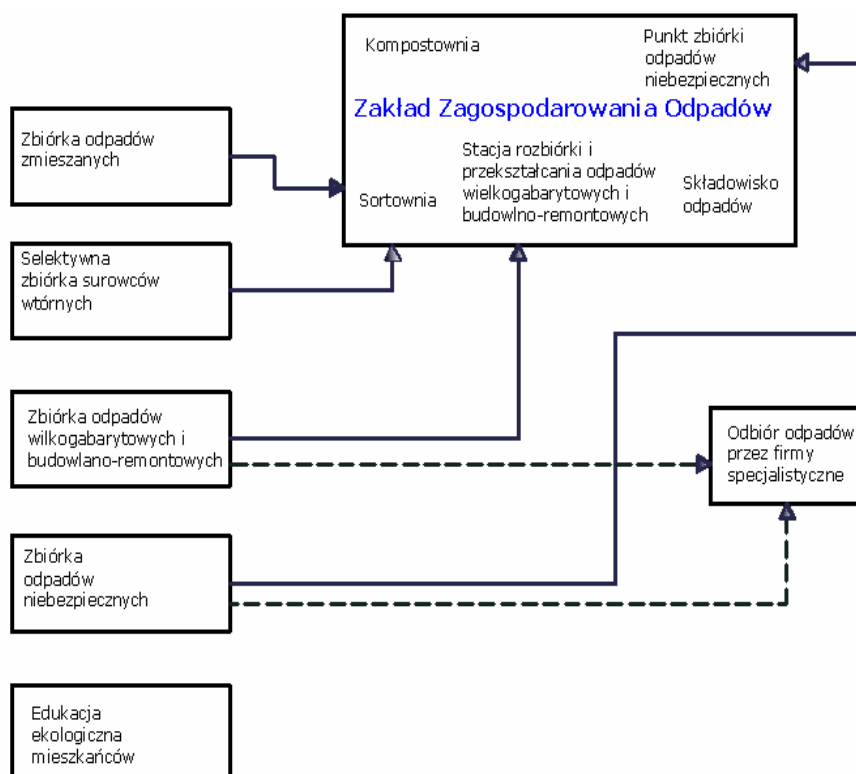 Kompostownia
Punkt zbiórki
odpadów
niebezpiecznych
Zakład Zagospodarowania Odpadów
Stacja rozbiórki i
przekształcania odpadów
wielkogabarytowych i
budowlno-remontowych
Sortownia
Składowisko
odpadów
Zbiórka odpadów
zmieszanych
Selektywna
zbiórka surowców
wtórnych
Zbiórka odpadów
wilkogabarytowych i
budowlano-remontowych
Odbiór odpadów
przez firmy
specjalistyczne
Zbiórka
odpadów
niebezpiecznych
Edukacja
ekologiczna
mieszkańców